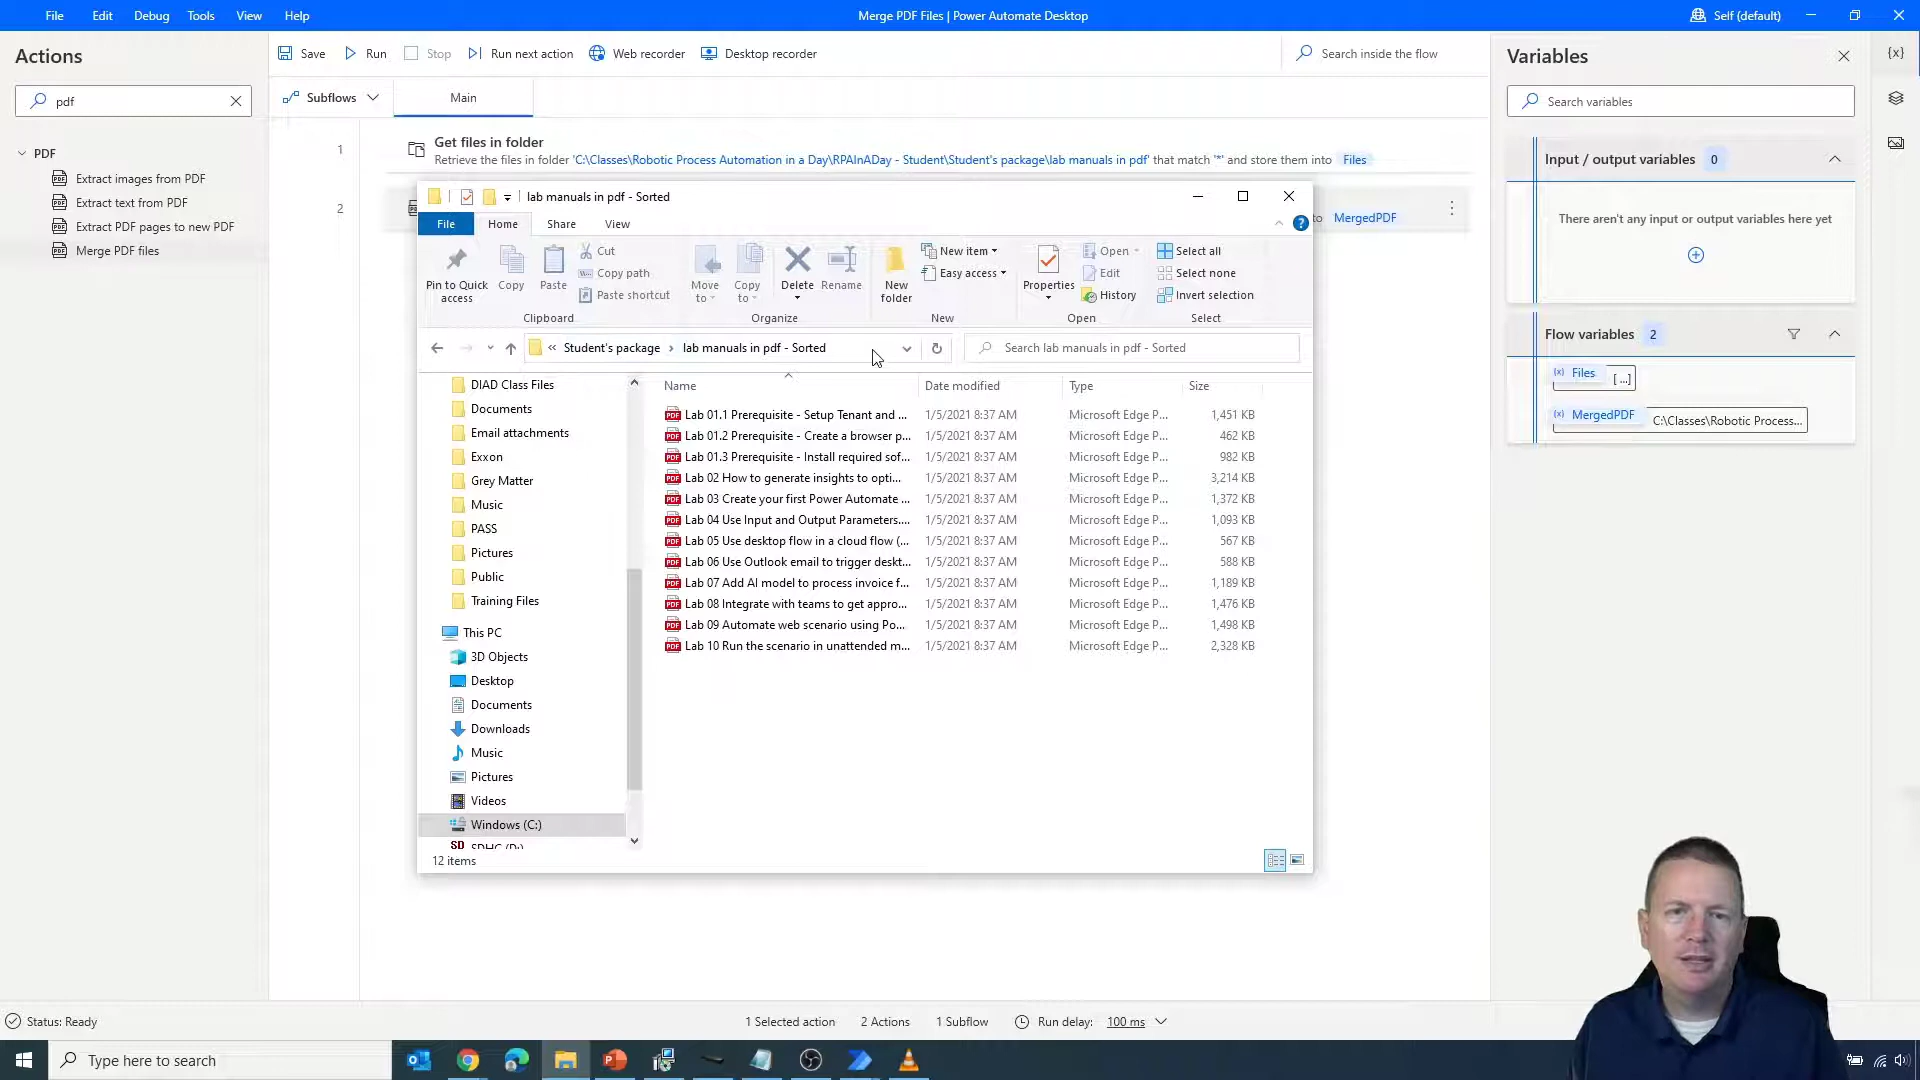 File Edit Debug Tools View Help
Merge PDF Files | Power Automate Desktop
Self (default)
Actions
pdf
PDF
Extract images from PDF
Extract text from PDF
Extract PDF pages to new PDF
Merge PDF files
Save Run Stop Run next action Web recorder Desktop recorder
Search inside the flow
Subflows Main
1
Get files in folder
Retrieve the files in folder 'C:\Classes\Robotic Process Automation in a Day\RPAInADay - Student\Student's package\lab manuals in pdf' that match '*' and store them into Files
2
to MergedPDF
lab manuals in pdf - Sorted
File Home Share View
Pin to Quick access
Copy
Paste
Cut
Copy path
Paste shortcut
Clipboard
Move to
Copy to
Delete
Rename
Organize
New folder
New item
Easy access
New
Properties
Open
Edit
History
Open
Select all
Select none
Invert selection
Select
« Student's package › lab manuals in pdf - Sorted
Search lab manuals in pdf - Sorted
DIAD Class Files
Documents
Email attachments
Exxon
Grey Matter
Music
PASS
Pictures
Public
Training Files
This PC
3D Objects
Desktop
Documents
Downloads
Music
Pictures
Videos
Windows (C:)
SDHC (D:)
Name Date modified Type Size
Lab 01.1 Prerequisite - Setup Tenant and ... 1/5/2021 8:37 AM Microsoft Edge P... 1,451 KB
Lab 01.2 Prerequisite - Create a browser p... 1/5/2021 8:37 AM Microsoft Edge P... 462 KB
Lab 01.3 Prerequisite - Install required sof... 1/5/2021 8:37 AM Microsoft Edge P... 982 KB
Lab 02 How to generate insights to opti... 1/5/2021 8:37 AM Microsoft Edge P... 3,214 KB
Lab 03 Create your first Power Automate ... 1/5/2021 8:37 AM Microsoft Edge P... 1,372 KB
Lab 04 Use Input and Output Parameters.... 1/5/2021 8:37 AM Microsoft Edge P... 1,093 KB
Lab 05 Use desktop flow in a cloud flow (... 1/5/2021 8:37 AM Microsoft Edge P... 567 KB
Lab 06 Use Outlook email to trigger deskt... 1/5/2021 8:37 AM Microsoft Edge P... 588 KB
Lab 07 Add AI model to process invoice f... 1/5/2021 8:37 AM Microsoft Edge P... 1,189 KB
Lab 08 Integrate with teams to get appro... 1/5/2021 8:37 AM Microsoft Edge P... 1,476 KB
Lab 09 Automate web scenario using Po... 1/5/2021 8:37 AM Microsoft Edge P... 1,498 KB
Lab 10 Run the scenario in unattended m... 1/5/2021 8:37 AM Microsoft Edge P... 2,328 KB
12 items
Variables
{x}
Search variables
Input / output variables 0
There aren't any input or output variables here yet
Flow variables 2
(x) Files [ ...]
(x) MergedPDF C:\Classes\Robotic Process...
Status: Ready
1 Selected action 2 Actions 1 Subflow Run delay: 100 ms
Type here to search